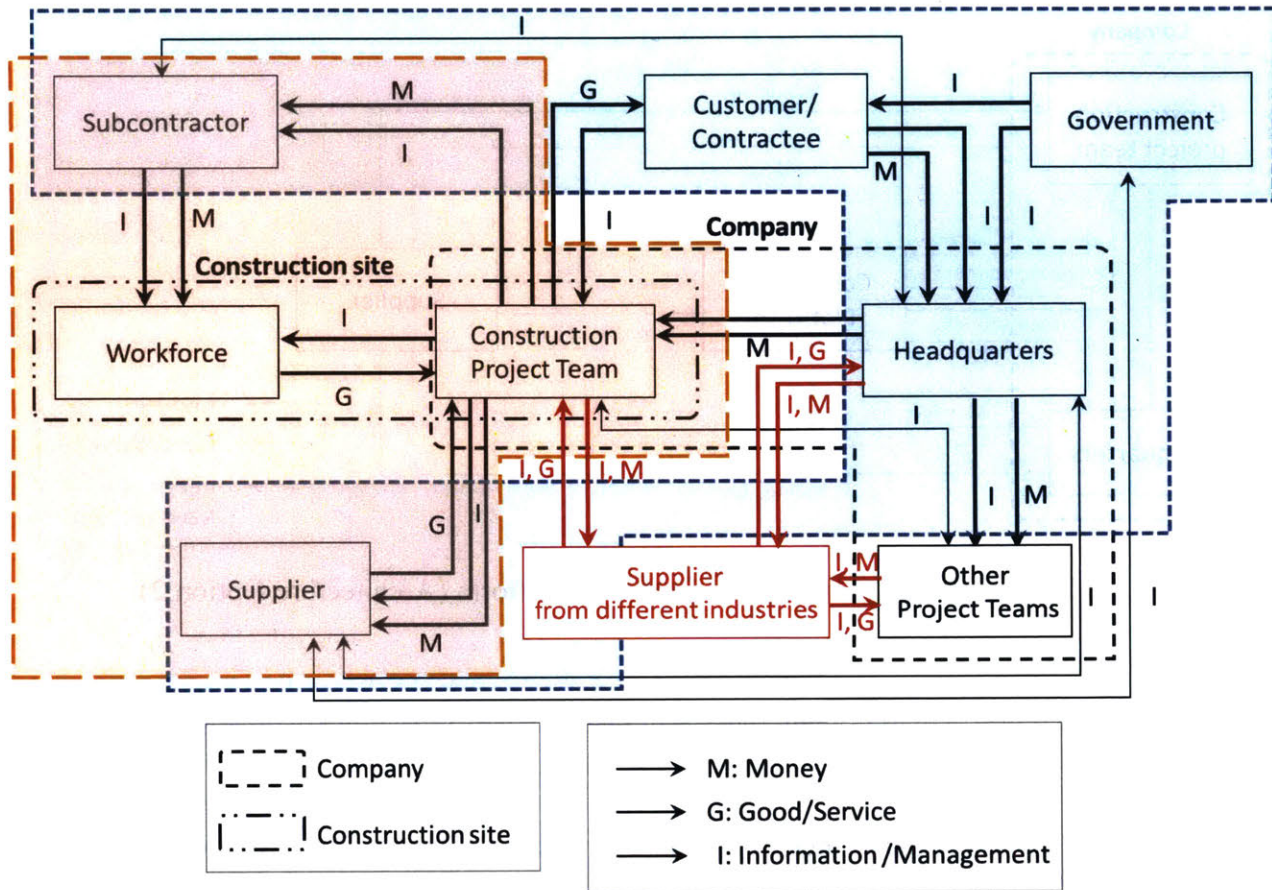 I
Subcontractor
M
I
G
Customer/
Contractee
I
M
Government
I
M
I
I
I
Company
Construction site
Workforce
I
G
Construction
Project Team
M
I, G
I, M
Headquarters
I
I, G
I, M
G
I
I
M
Supplier
M
Supplier
from different industries
I, M
I, G
Other
Project Teams
I
I
Company
Construction site
M: Money
G: Good/Service
I: Information/Management